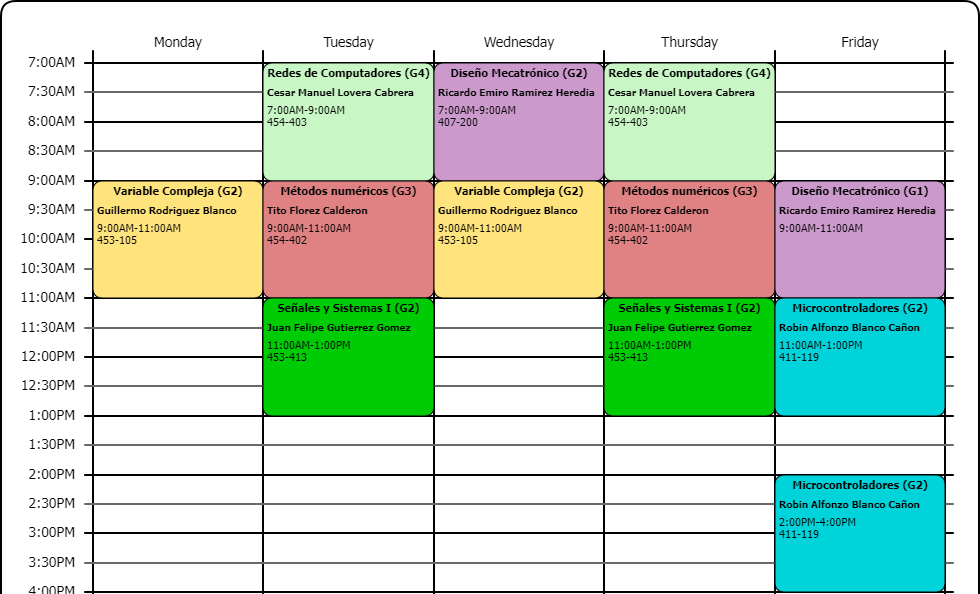 Monday Tuesday Wednesday Thursday Friday
7:00AM
7:30AM
8:00AM
8:30AM
9:00AM
9:30AM
10:00AM
10:30AM
11:00AM
11:30AM
12:00PM
12:30PM
1:00PM
1:30PM
2:00PM
2:30PM
3:00PM
3:30PM
4:00PM
Variable Compleja (G2)
Guillermo Rodriguez Blanco
9:00AM-11:00AM
453-105
Redes de Computadores (G4)
Cesar Manuel Lovera Cabrera
7:00AM-9:00AM
454-403
Métodos numéricos (G3)
Tito Florez Calderon
9:00AM-11:00AM
454-402
Señales y Sistemas I (G2)
Juan Felipe Gutierrez Gomez
11:00AM-1:00PM
453-413
Diseño Mecatrónico (G2)
Ricardo Emiro Ramirez Heredia
7:00AM-9:00AM
407-200
Variable Compleja (G2)
Guillermo Rodriguez Blanco
9:00AM-11:00AM
453-105
Redes de Computadores (G4)
Cesar Manuel Lovera Cabrera
7:00AM-9:00AM
454-403
Métodos numéricos (G3)
Tito Florez Calderon
9:00AM-11:00AM
454-402
Señales y Sistemas I (G2)
Juan Felipe Gutierrez Gomez
11:00AM-1:00PM
453-413
Diseño Mecatrónico (G1)
Ricardo Emiro Ramirez Heredia
9:00AM-11:00AM
Microcontroladores (G2)
Robin Alfonzo Blanco Cañon
11:00AM-1:00PM
411-119
Microcontroladores (G2)
Robin Alfonzo Blanco Cañon
2:00PM-4:00PM
411-119